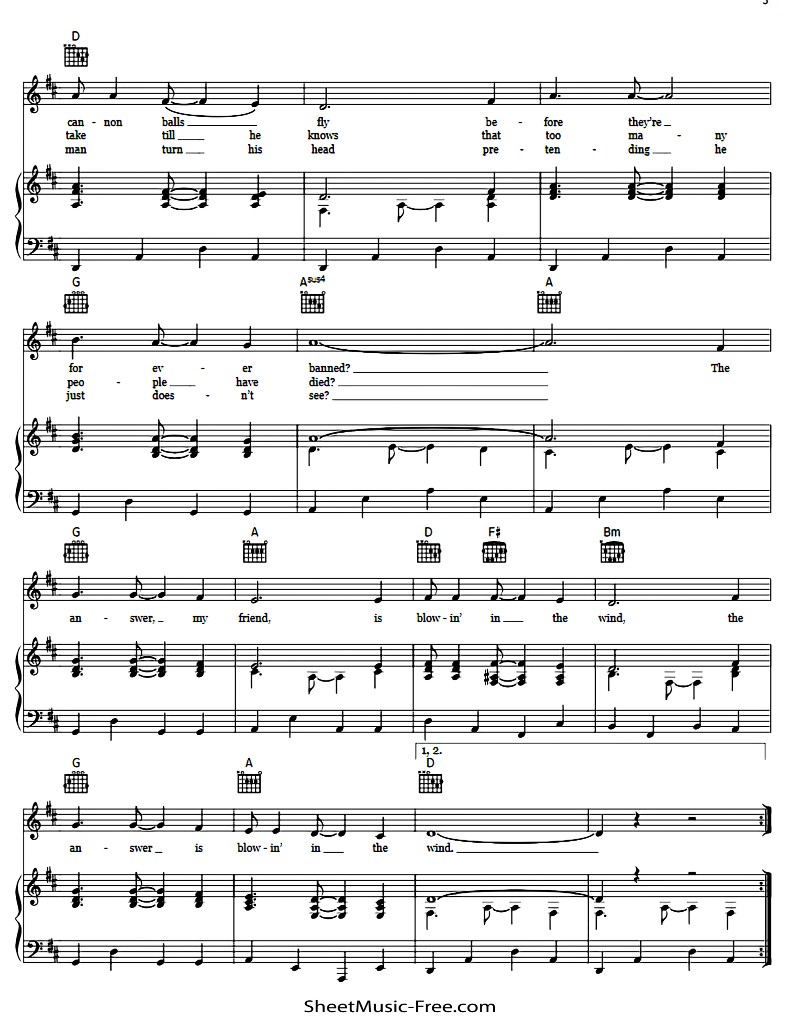 3
D
can - non balls fly be - fore they're
take till he knows that too ma - ny
man turn his head pre - ten - ding he
G Asus4 A
for ev - er banned? The
peo - ple have died?
just does - n't see?
G A D F# Bm
an - swer, my friend, is blow - in' in the wind, the
1, 2.
G A D
an - swer is blow - in' in the wind.
SheetMusic-Free.com